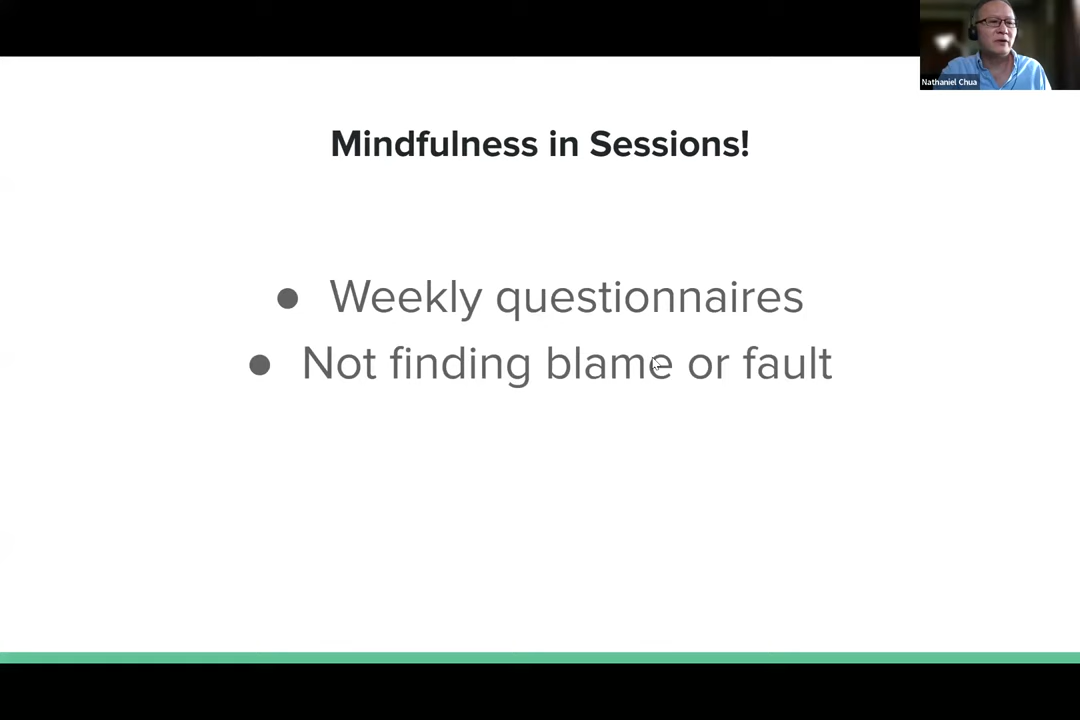 Nathaniel Chua
Mindfulness in Sessions!
● Weekly questionnaires
● Not finding blame or fault